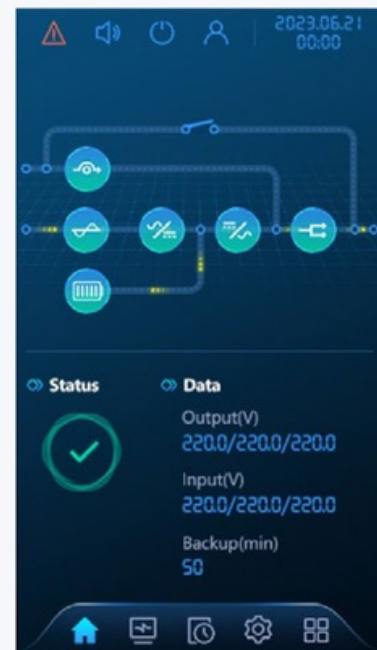 2023.06.21
00:00
Status
Data
Output(V)
220.0/220.0/220.0
Input(V)
220.0/220.0/220.0
Backup(min)
50